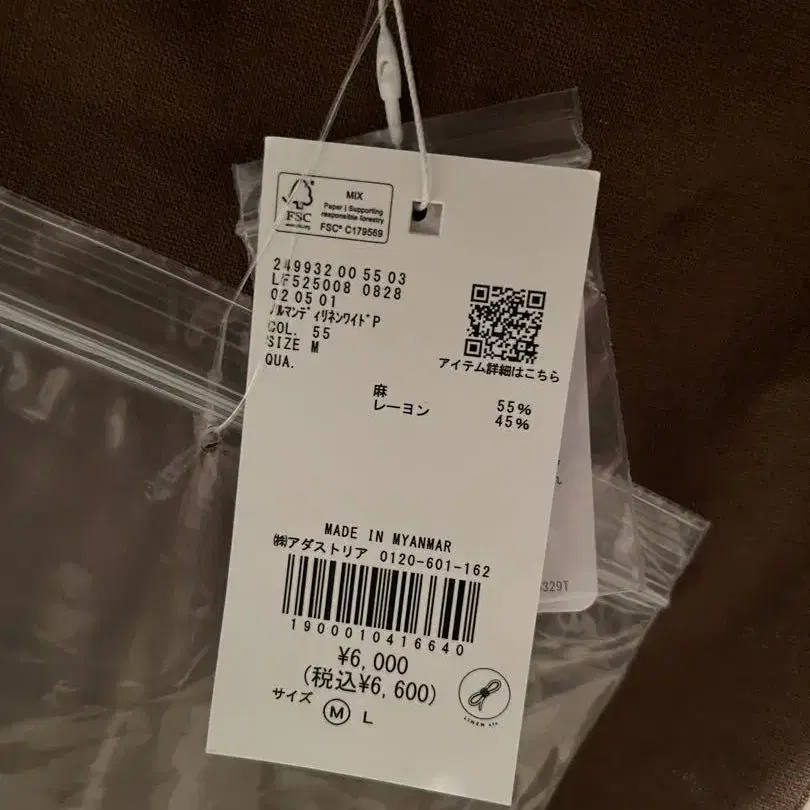 MIX
Paper | Supporting
responsible forestry
FSC
FSC® C179569
249932 00 55 03
LF525008 0828
02 05 01
ﾉﾙﾏﾝﾃﾞｨﾘﾈﾝﾜｲﾄﾞP
COL. 55
SIZE M
QUA.
アイテム詳細はこちら
麻 55%
レーヨン 45%
MADE IN MYANMAR
㈱アダストリア 0120-601-162
1900010416640
¥6,000
(税込¥6,600)
サイズ
M L
LINEN
329T